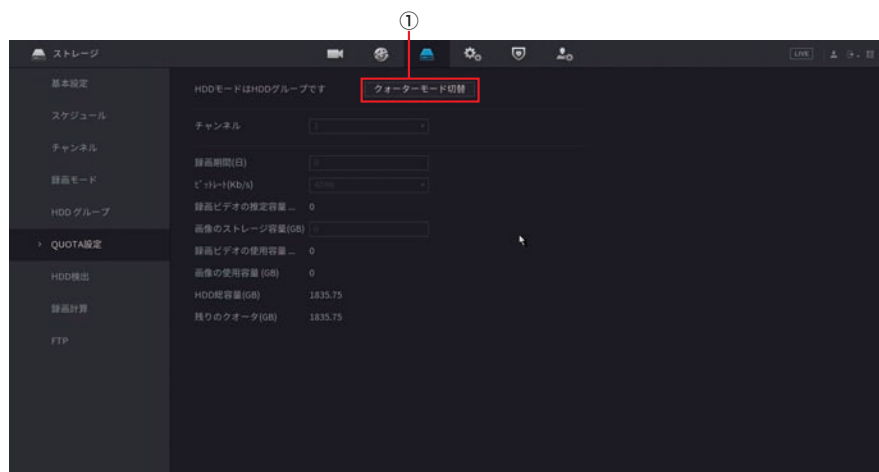 ①
ストレージ
LIVE
基本設定
スケジュール
チャンネル
録画モード
HDD グループ
QUOTA設定
HDD検出
録画計算
FTP
HDDモードはHDDグループです
クォーターモード切替
チャンネル 1
録画期間(日) 0
ビットレート(Kb/s) 4096
録画ビデオの推定容量 ... 0
画像のストレージ容量(GB) 0
録画ビデオの使用容量 ... 0
画像の使用容量 (GB) 0
HDD総容量(GB) 1835.75
残りのクオータ(GB) 1835.75